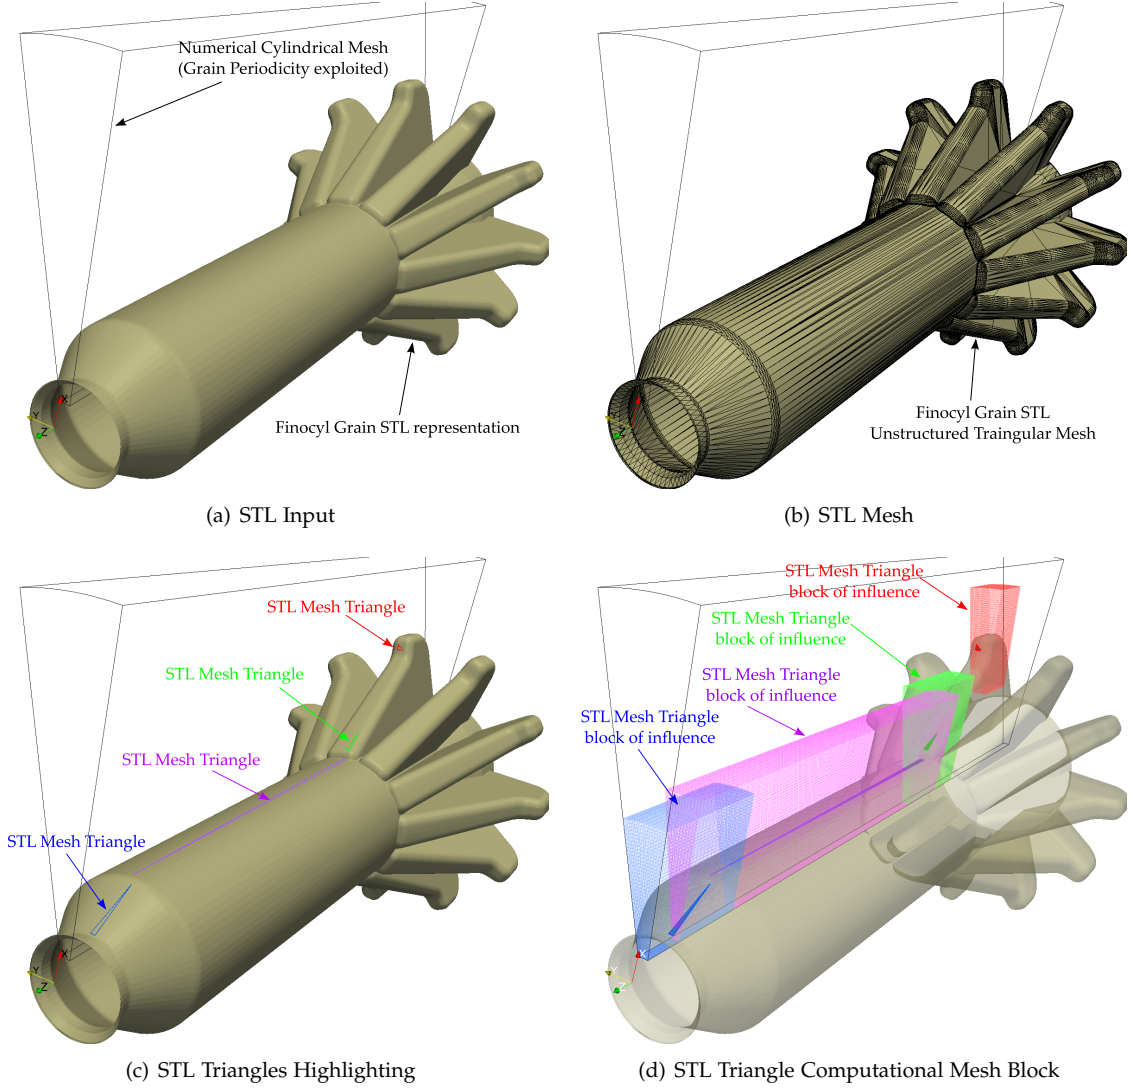 Numerical Cylindrical Mesh
(Grain Periodicity exploited)
X
Y
Z
Finocyl Grain STL representation
(a) STL Input
X
Y
Z
Finocyl Grain STL
Unstructured Traingular Mesh
(b) STL Mesh
STL Mesh Triangle
STL Mesh Triangle
STL Mesh Triangle
STL Mesh Triangle
X
Y
Z
(c) STL Triangles Highlighting
STL Mesh Triangle
block of influence
STL Mesh Triangle
block of influence
STL Mesh Triangle
block of influence
STL Mesh Triangle
block of influence
X
Y
Z
(d) STL Triangle Computational Mesh Block